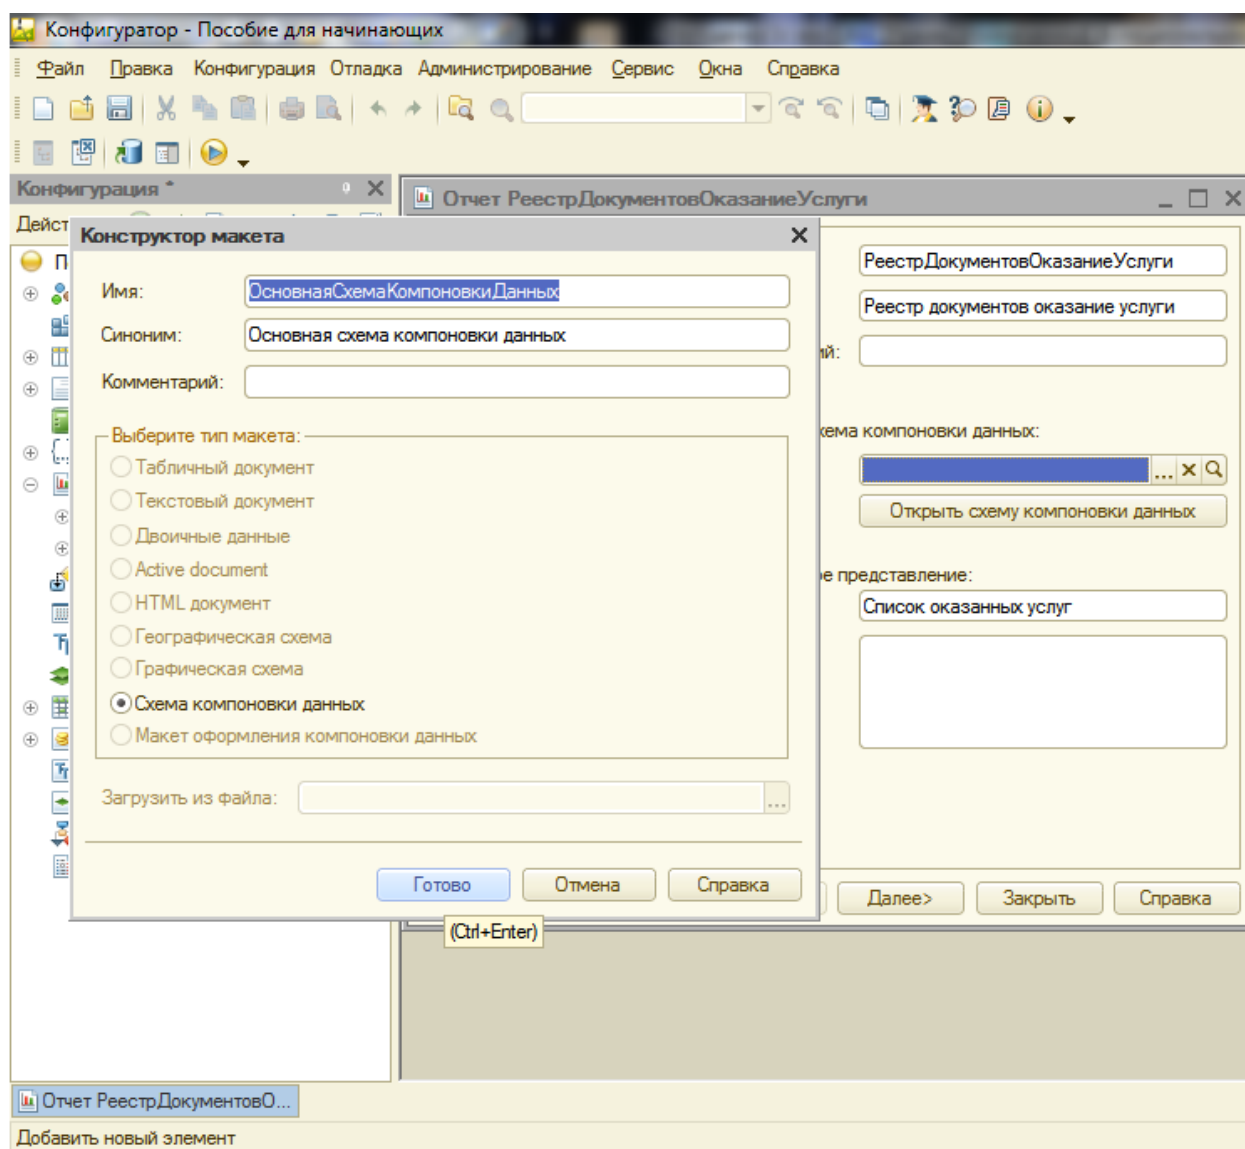 Конфигуратор - Пособие для начинающих
Файл Правка Конфигурация Отладка Администрирование Сервис Окна Справка
Конфигурация *
Отчет РеестрДокументовОказаниеУслуги
Конструктор макета
Имя: ОсновнаяСхемаКомпоновкиДанных
РеестрДокументовОказаниеУслуги
Синоним: Основная схема компоновки данных
Реестр документов оказание услуги
Комментарий:
Выберите тип макета:
компоновки данных:
Табличный документ
Текстовый документ
Открыть схему компоновки данных
Двоичные данные
Active document
представление:
HTML документ
Список оказанных услуг
Географическая схема
Графическая схема
Схема компоновки данных
Макет оформления компоновки данных
Загрузить из файла: ...
Готово Отмена Справка
Далее> Закрыть Справка
(Ctrl+Enter)
Отчет РеестрДокументовО...
Добавить новый элемент